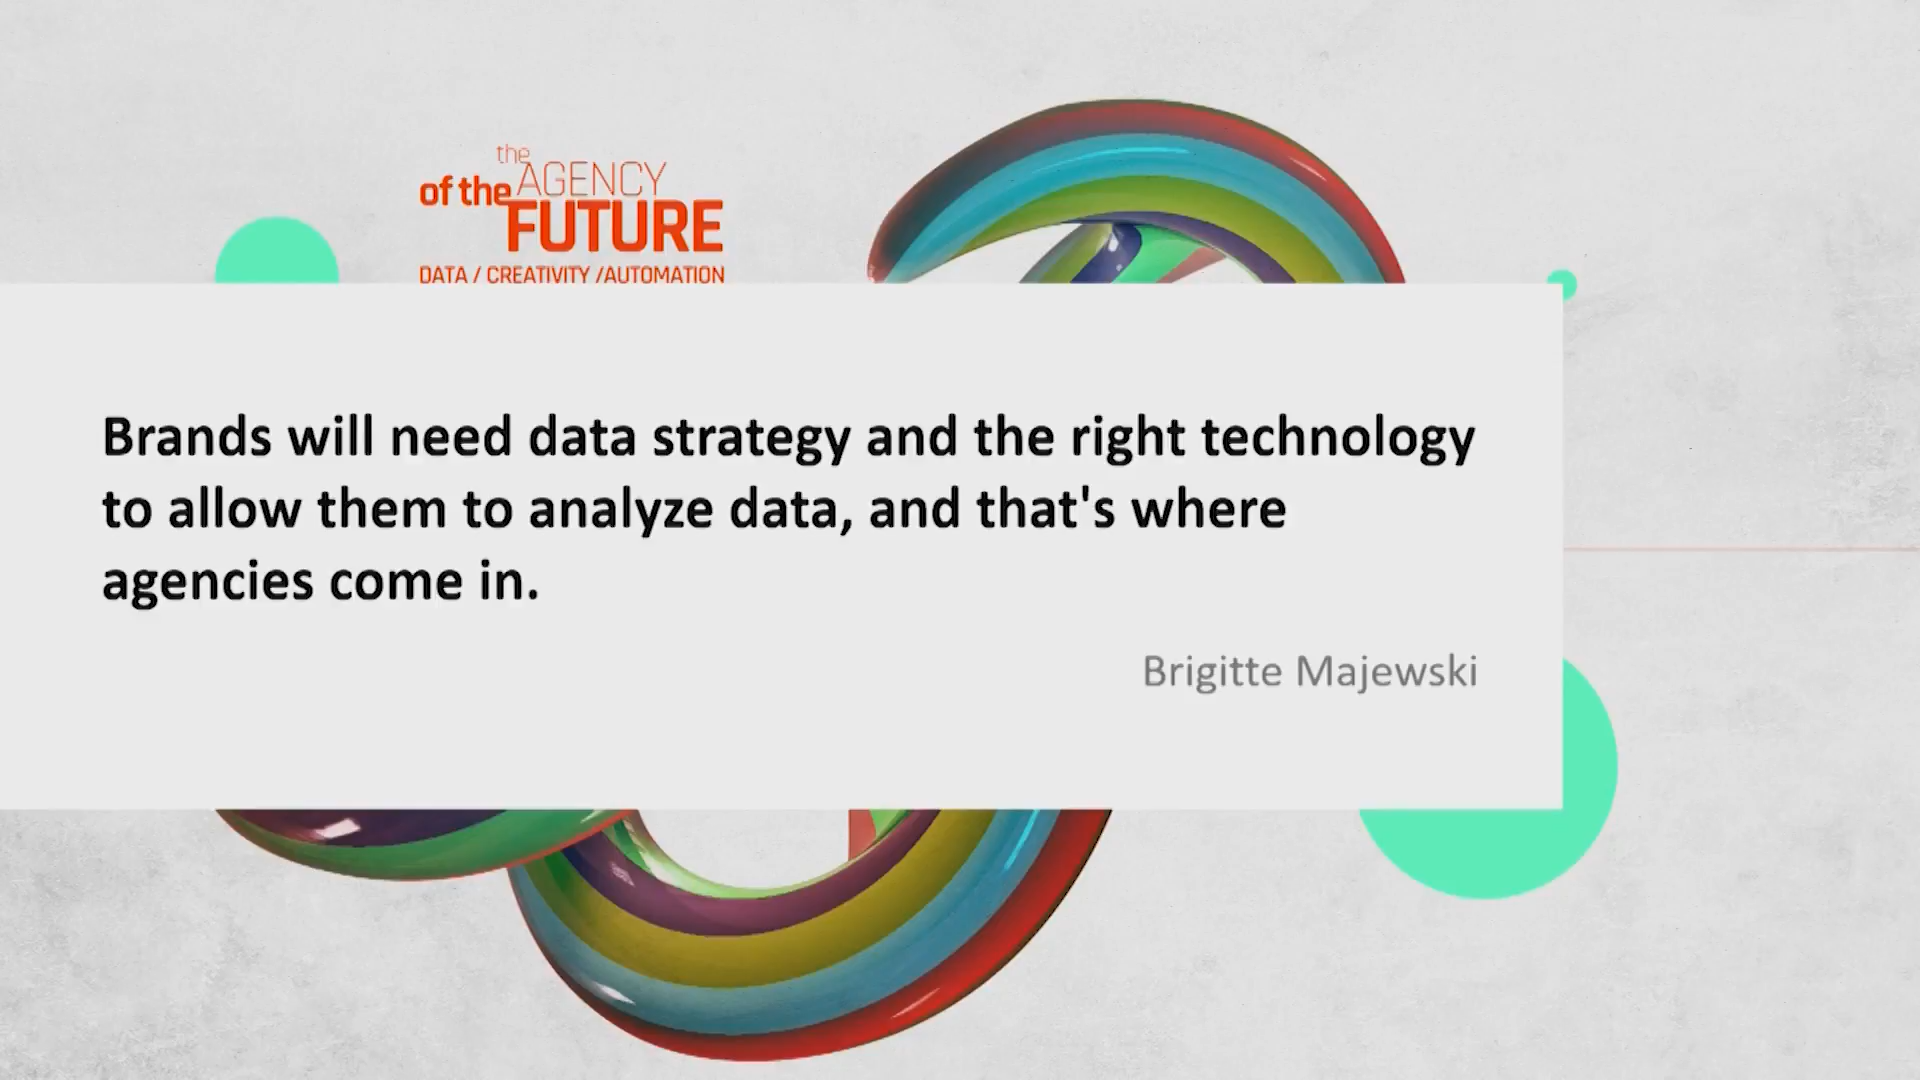 the
AGENCY
of the
FUTURE
DATA / CREATIVITY /AUTOMATION
Brands will need data strategy and the right technology
to allow them to analyze data, and that's where
agencies come in.
Brigitte Majewski